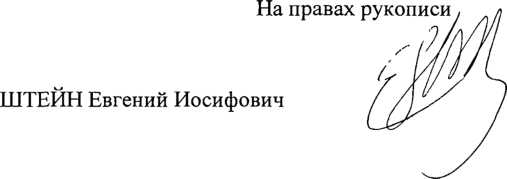 На правах рукописи
ШТЕЙН Евгений Иосифович